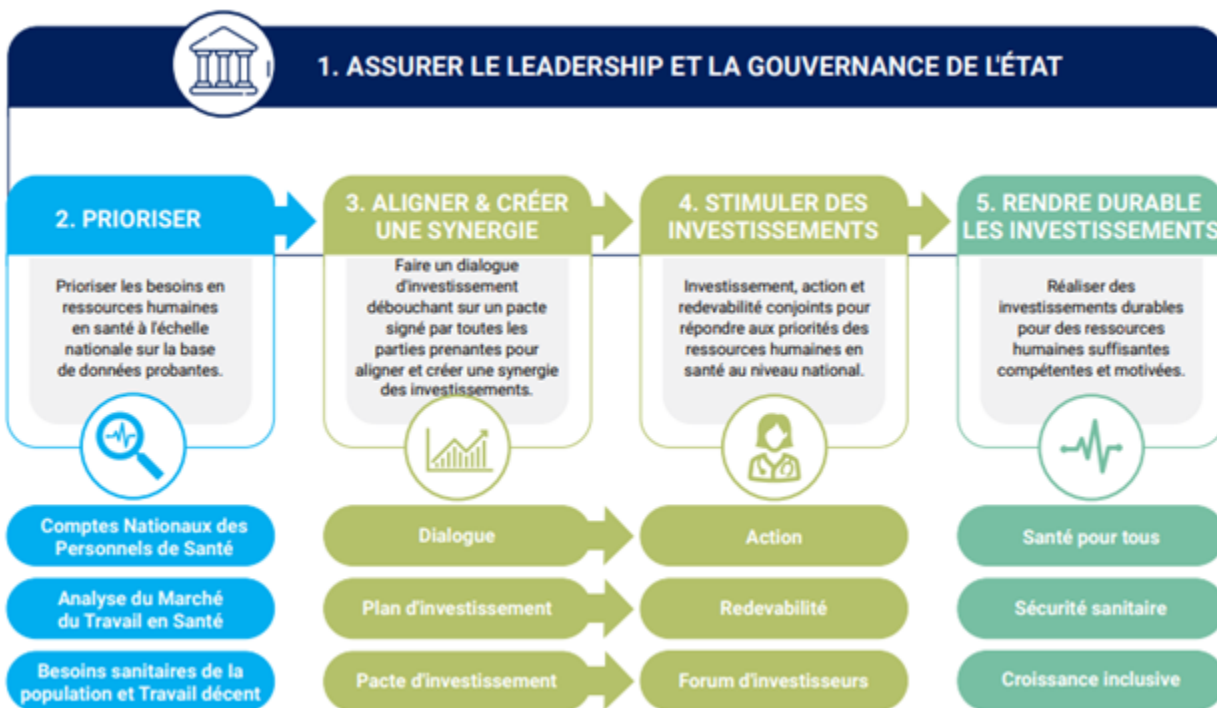 1. ASSURER LE LEADERSHIP ET LA GOUVERNANCE DE L'ÉTAT
2. PRIORISER
Prioriser les besoins en
ressources humaines
en santé à l'échelle
nationale sur la base
de données probantes.
Comptes Nationaux des
Personnels de Santé
Analyse du Marché
du Travail en Santé
Besoins sanitaires de la
population et Travail décent
3. ALIGNER & CRÉER
UNE SYNERGIE
Faire un dialogue
d'investissement
débouchant sur un pacte
signé par toutes les
parties prenantes pour
aligner et créer une synergie
des investissements.
Dialogue
Plan d'investissement
Pacte d'investissement
4. STIMULER DES
INVESTISSEMENTS
Investissement, action et
redevabilité conjoints pour
répondre aux priorités des
ressources humaines en
santé au niveau national.
Action
Redevabilité
Forum d'investisseurs
5. RENDRE DURABLE
LES INVESTISSEMENTS
Réaliser des
investissements durables
pour des ressources
humaines suffisantes
compétentes et motivées.
Santé pour tous
Sécurité sanitaire
Croissance inclusive